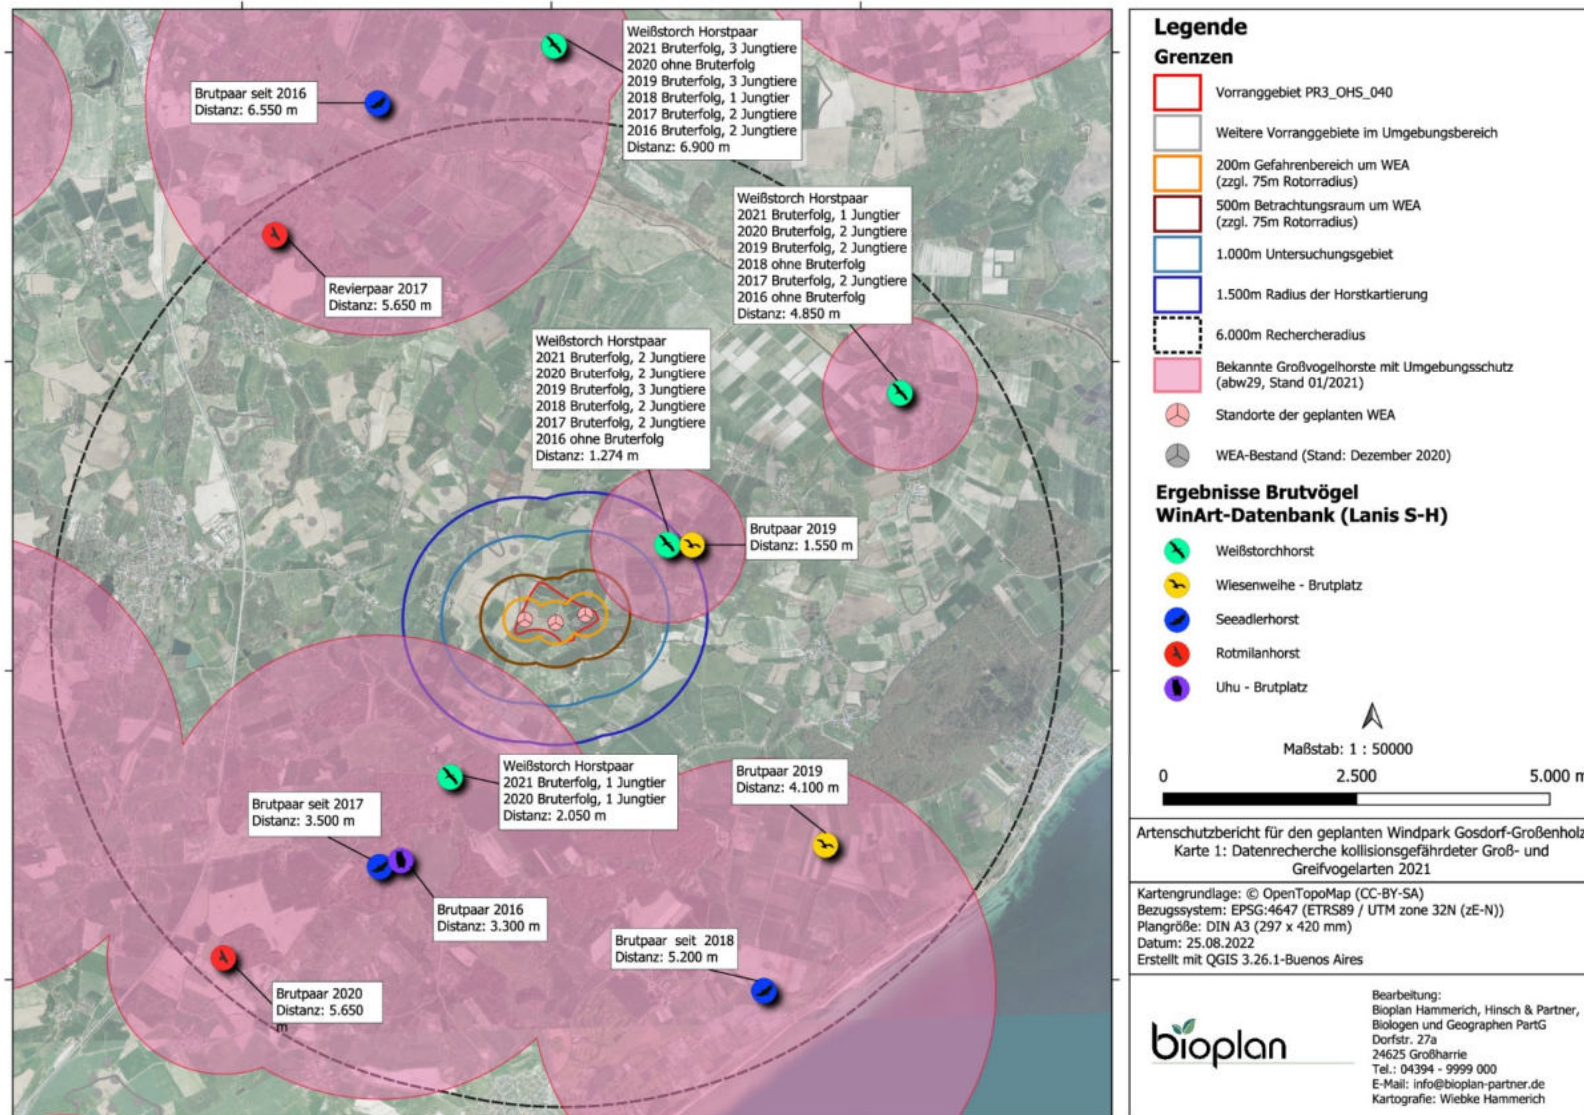 Weißstorch Horstpaar
2021 Bruterfolg, 3 Jungtiere
2020 ohne Bruterfolg
2019 Bruterfolg, 3 Jungtiere
2018 Bruterfolg, 1 Jungtier
2017 Bruterfolg, 2 Jungtiere
2016 Bruterfolg, 2 Jungtiere
Distanz: 6.900 m
Brutpaar seit 2016
Distanz: 6.550 m
Weißstorch Horstpaar
2021 Bruterfolg, 1 Jungtier
2020 Bruterfolg, 2 Jungtiere
2019 Bruterfolg, 2 Jungtiere
2018 ohne Bruterfolg
2017 Bruterfolg, 2 Jungtiere
2016 ohne Bruterfolg
Distanz: 4.850 m
Revierpaar 2017
Distanz: 5.650 m
Weißstorch Horstpaar
2021 Bruterfolg, 2 Jungtiere
2020 Bruterfolg, 2 Jungtiere
2019 Bruterfolg, 3 Jungtiere
2018 Bruterfolg, 2 Jungtiere
2017 Bruterfolg, 2 Jungtiere
2016 ohne Bruterfolg
Distanz: 1.274 m
Brutpaar 2019
Distanz: 1.550 m
Weißstorch Horstpaar
2021 Bruterfolg, 1 Jungtier
2020 Bruterfolg, 1 Jungtier
Distanz: 2.050 m
Brutpaar 2019
Distanz: 4.100 m
Brutpaar seit 2017
Distanz: 3.500 m
Brutpaar 2016
Distanz: 3.300 m
Brutpaar seit 2018
Distanz: 5.200 m
Brutpaar 2020
Distanz: 5.650
m
Legende
Grenzen
Vorranggebiet PR3_OHS_040
Weitere Vorranggebiete im Umgebungsbereich
200m Gefahrenbereich um WEA
(zzgl. 75m Rotorradius)
500m Betrachtungsraum um WEA
(zzgl. 75m Rotorradius)
1.000m Untersuchungsgebiet
1.500m Radius der Horstkartierung
6.000m Rechercheradius
Bekannte Großvogelhorste mit Umgebungsschutz
(abw29, Stand 01/2021)
Standorte der geplanten WEA
WEA-Bestand (Stand: Dezember 2020)
Ergebnisse Brutvögel
WinArt-Datenbank (Lanis S-H)
Weißstorchhorst
Wiesenweihe - Brutplatz
Seeadlerhorst
Rotmilanhorst
Uhu - Brutplatz
Maßstab: 1 : 50000
0 2.500 5.000 m
Artenschutzbericht für den geplanten Windpark Gosdorf-Großenholz
Karte 1: Datenrecherche kollisionsgefährdeter Groß- und
Greifvogelarten 2021
Kartengrundlage: © OpenTopoMap (CC-BY-SA)
Bezugssystem: EPSG:4647 (ETRS89 / UTM zone 32N (zE-N))
Plangröße: DIN A3 (297 x 420 mm)
Datum: 25.08.2022
Erstellt mit QGIS 3.26.1-Buenos Aires
bioplan
Bearbeitung:
Bioplan Hammerich, Hinsch & Partner,
Biologen und Geographen PartG
Dorfstr. 27a
24625 Großharrie
Tel.: 04394 - 9999 000
E-Mail: info@bioplan-partner.de
Kartografie: Wiebke Hammerich